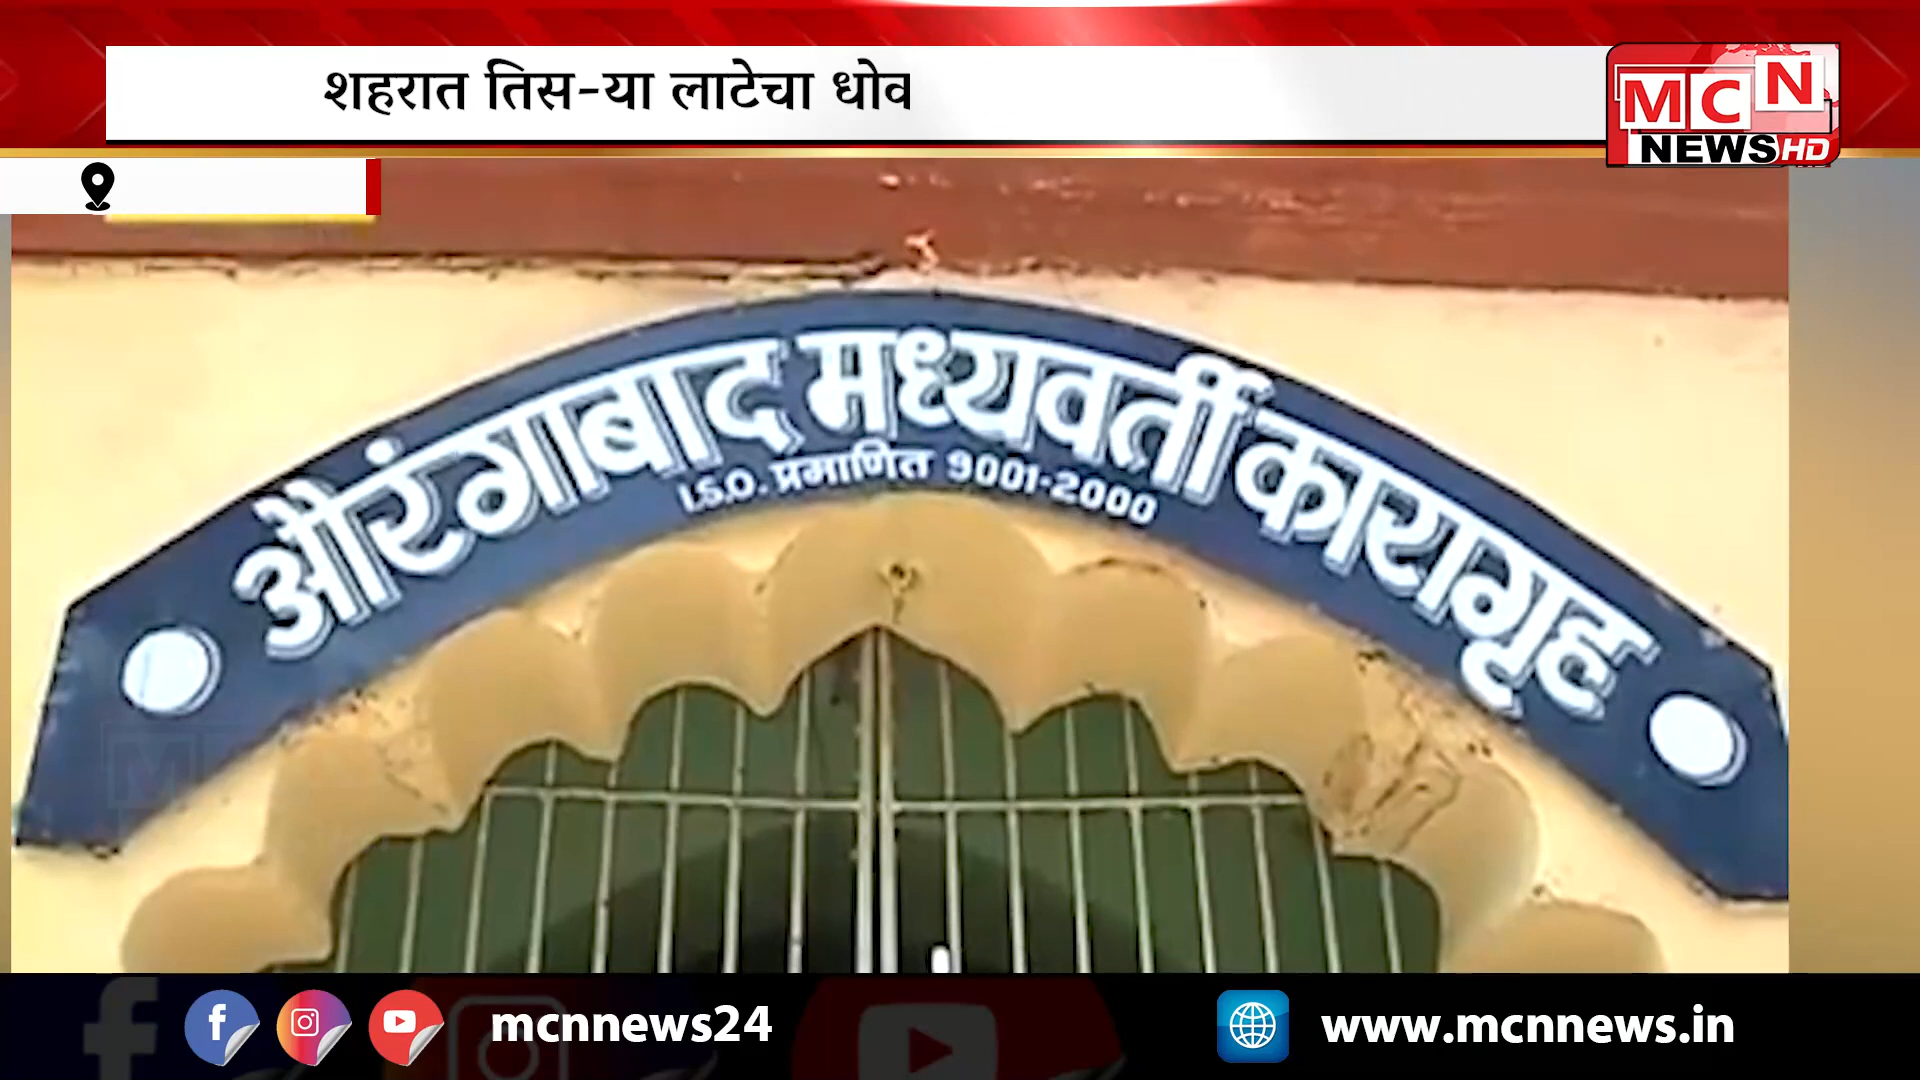 शहरात तिस-या लाटेचा धोव
MCN
NEWS HD
औरंगाबाद मध्यवर्ती कारागृह
I.S.O. प्रमाणित 9001-2000
mcnnews24
www.mcnnews.in